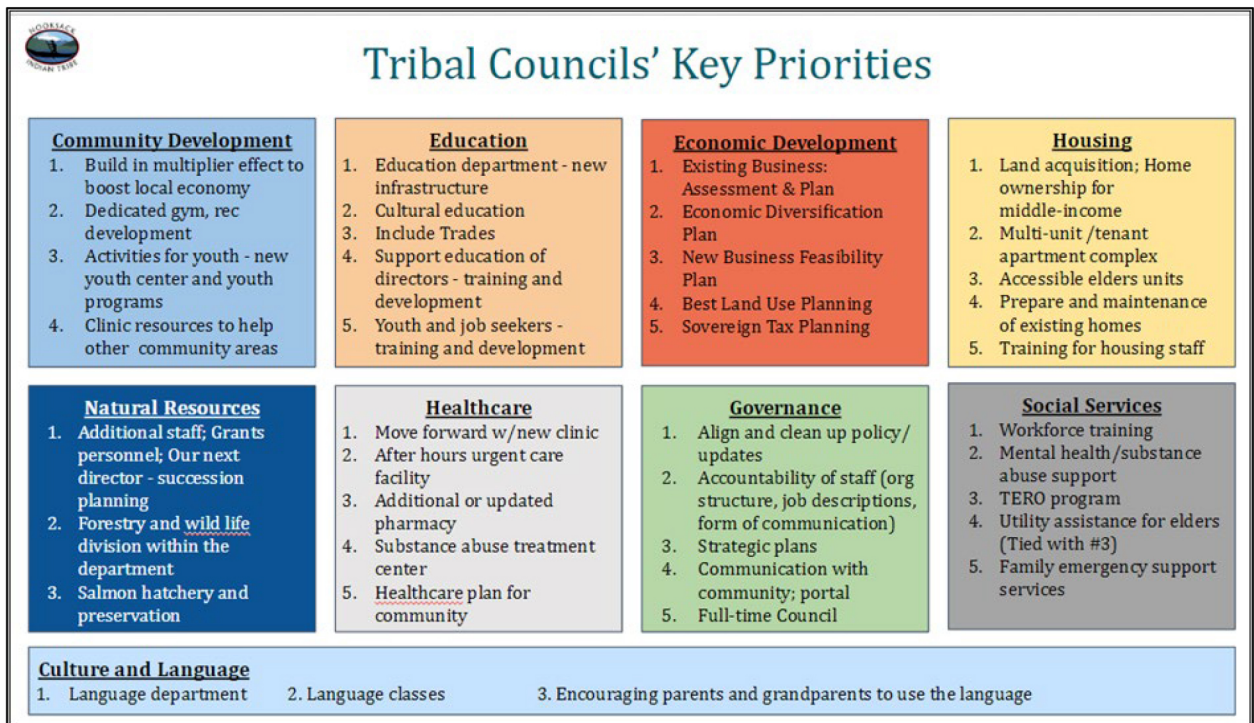 NOOKSACK
INDIAN TRIBE
Tribal Councils' Key Priorities
Community Development
1. Build in multiplier effect to
boost local economy
2. Dedicated gym, rec
development
3. Activities for youth - new
youth center and youth
programs
4. Clinic resources to help
other community areas
Education
1. Education department - new
infrastructure
2. Cultural education
3. Include Trades
4. Support education of
directors - training and
development
5. Youth and job seekers -
training and development
Economic Development
1. Existing Business:
Assessment & Plan
2. Economic Diversification
Plan
3. New Business Feasibility
Plan
4. Best Land Use Planning
5. Sovereign Tax Planning
Housing
1. Land acquisition; Home
ownership for
middle-income
2. Multi-unit /tenant
apartment complex
3. Accessible elders units
4. Prepare and maintenance
of existing homes
5. Training for housing staff
Natural Resources
1. Additional staff; Grants
personnel; Our next
director - succession
planning
2. Forestry and wild life
division within the
department
3. Salmon hatchery and
preservation
Healthcare
1. Move forward w/new clinic
2. After hours urgent care
facility
3. Additional or updated
pharmacy
4. Substance abuse treatment
center
5. Healthcare plan for
community
Governance
1. Align and clean up policy/
updates
2. Accountability of staff (org
structure, job descriptions,
form of communication)
3. Strategic plans
4. Communication with
community; portal
5. Full-time Council
Social Services
1. Workforce training
2. Mental health/substance
abuse support
3. TERO program
4. Utility assistance for elders
(Tied with #3)
5. Family emergency support
services
Culture and Language
1. Language department 2. Language classes 3. Encouraging parents and grandparents to use the language